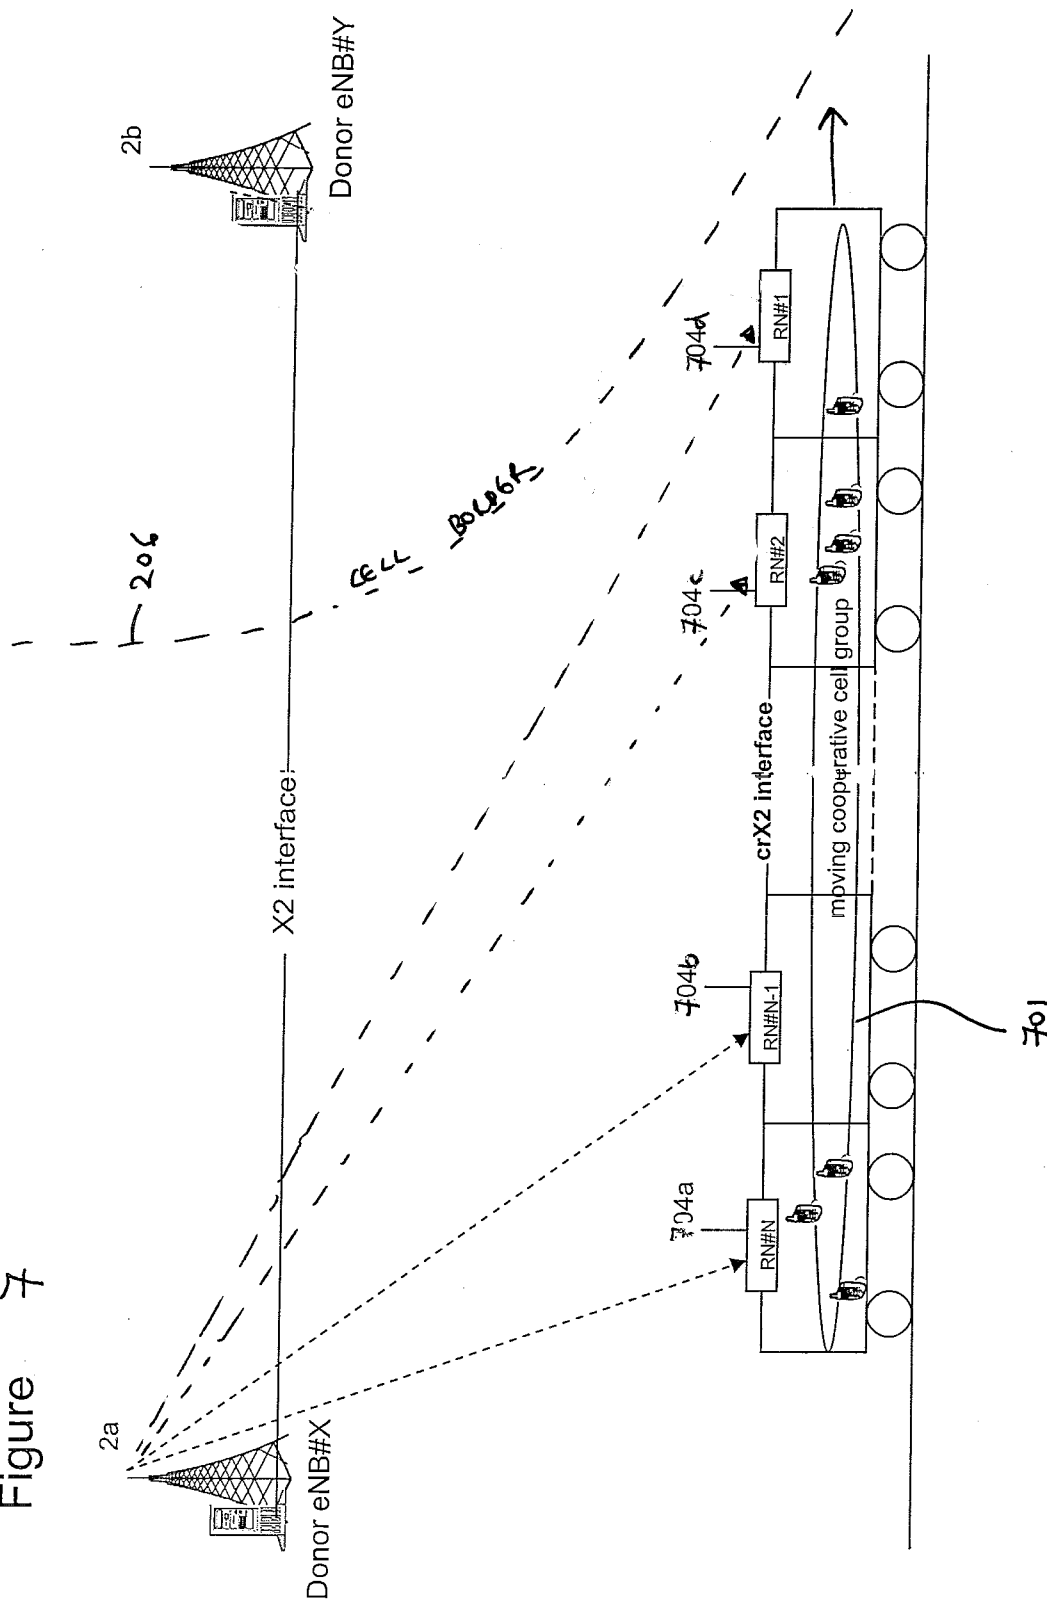 Figure 7
2a
Donor eNB#X
2b
Donor eNB#Y
X2 interface
206
CELL BORDER
704a
704b
704c
704d
RN#N
RN#N-1
crX2 interface
RN#2
RN#1
moving cooperative cell group
701